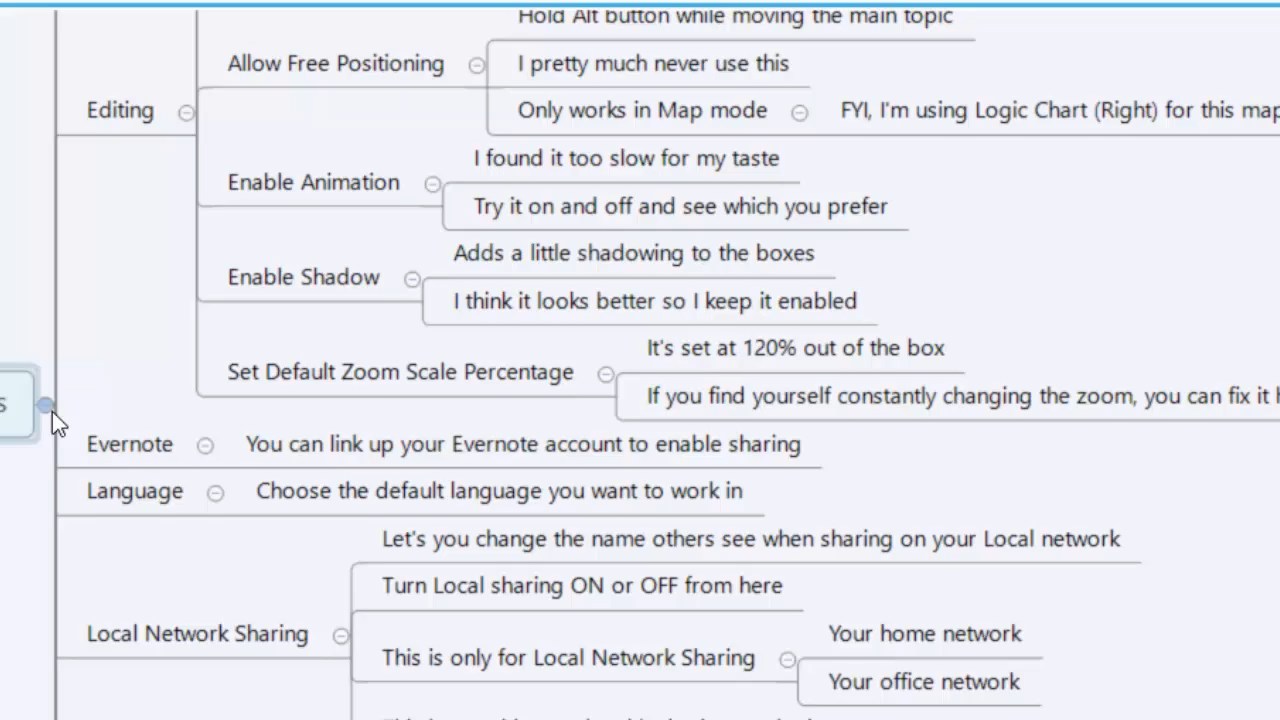 Hold Alt button while moving the main topic
Allow Free Positioning
I pretty much never use this
Editing
Only works in Map mode
FYI, I'm using Logic Chart (Right) for this map
I found it too slow for my taste
Enable Animation
Try it on and off and see which you prefer
Adds a little shadowing to the boxes
Enable Shadow
I think it looks better so I keep it enabled
It's set at 120% out of the box
Set Default Zoom Scale Percentage
If you find yourself constantly changing the zoom, you can fix it
S
Evernote
You can link up your Evernote account to enable sharing
Language
Choose the default language you want to work in
Let's you change the name others see when sharing on your Local network
Turn Local sharing ON or OFF from here
Local Network Sharing
Your home network
This is only for Local Network Sharing
Your office network